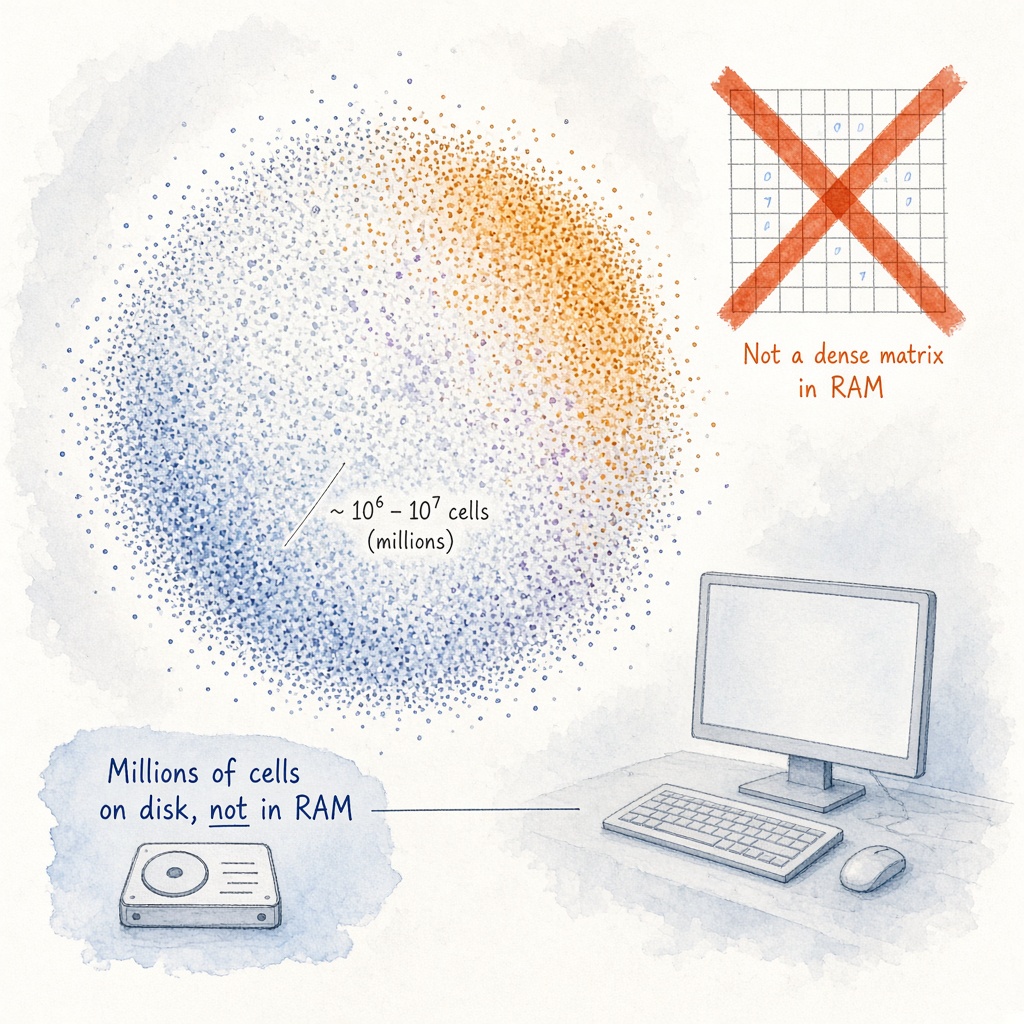 Not a dense matrix
in RAM
~ 10⁶ – 10⁷ cells
(millions)
Millions of cells
on disk, not in RAM